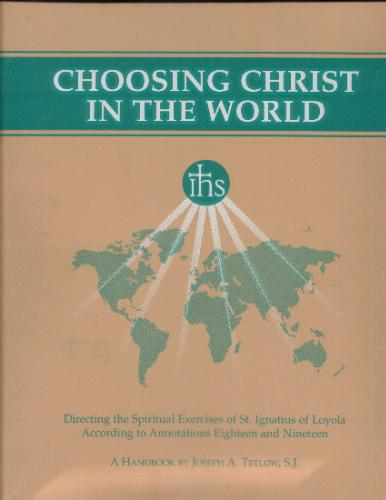 CHOOSING CHRIST
IN THE WORLD
ihs
Directing the Spiritual Exercises of St. Ignatius of Loyola
According to Annotations Eighteen and Nineteen
A HANDBOOK BY JOSEPH A. TETLOW, S.J.